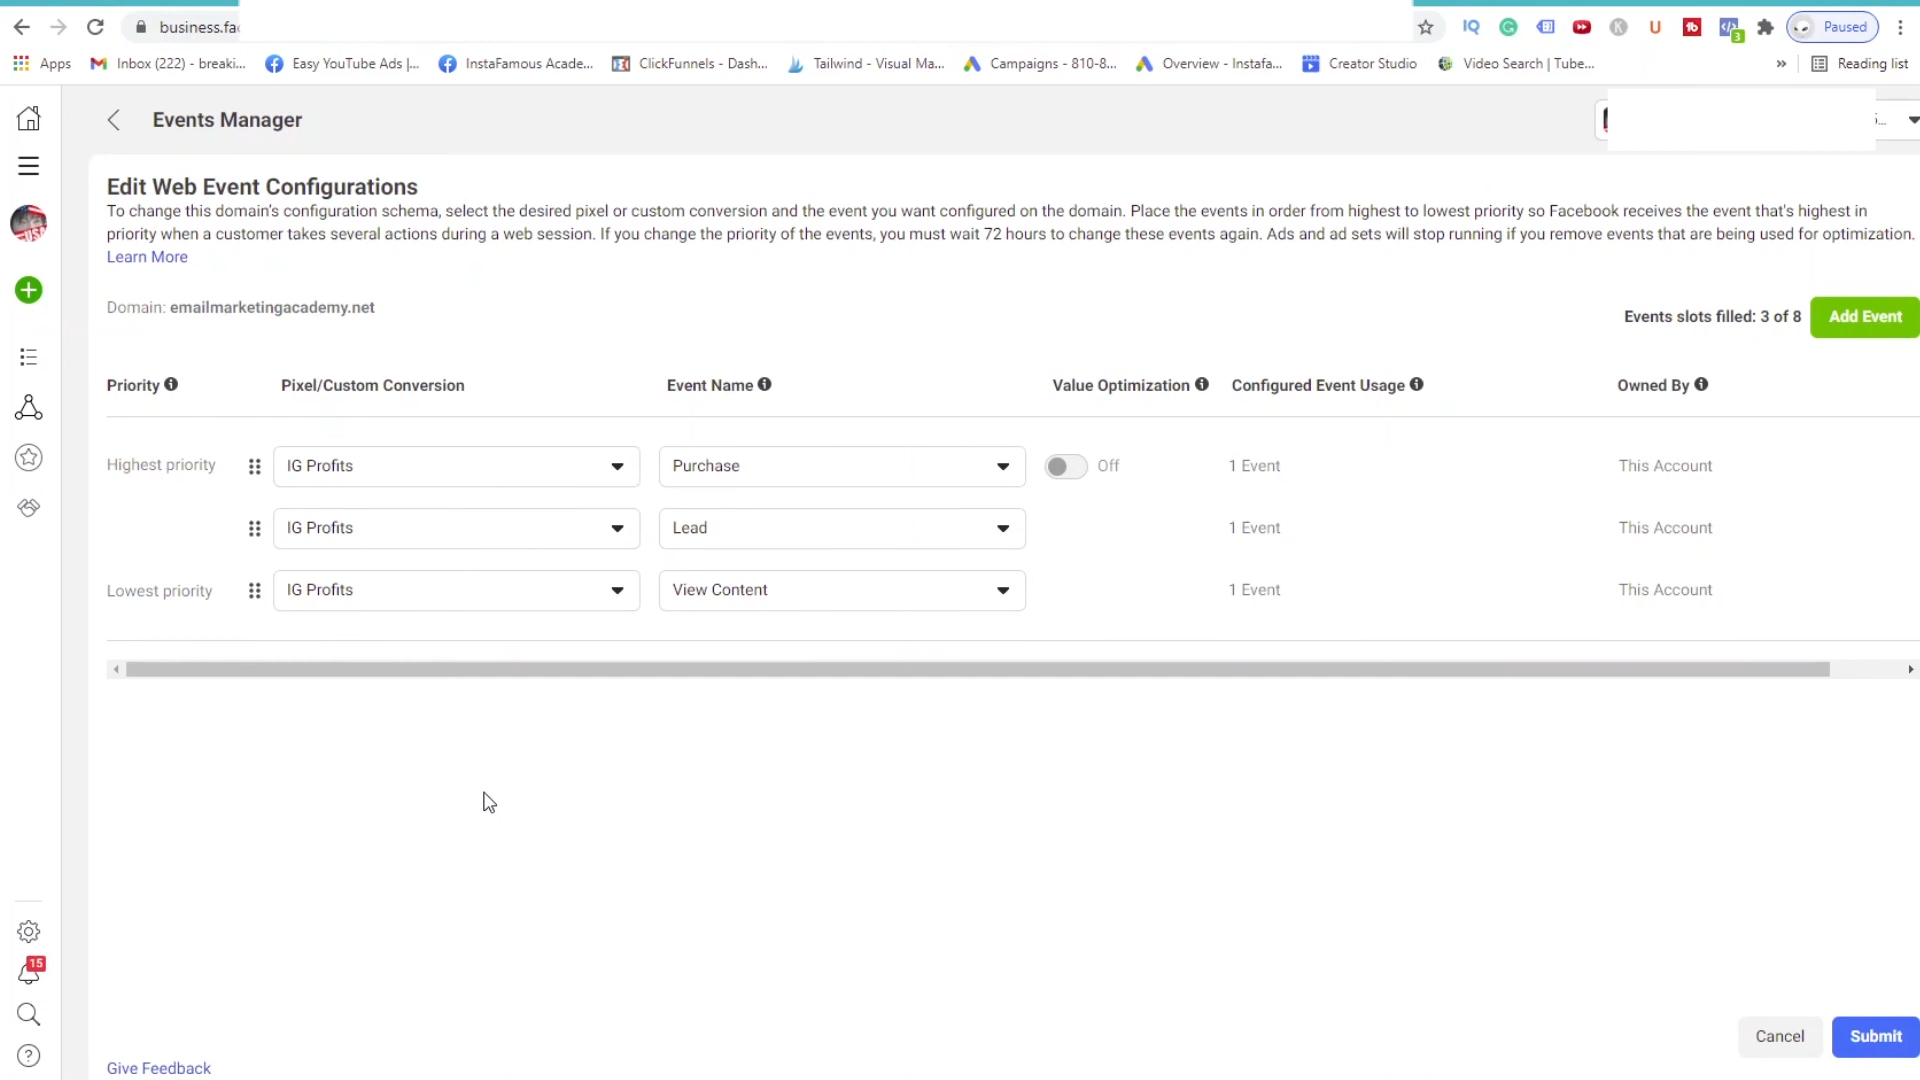 business.fac
Paused
3
Apps
Inbox (222) - breaki...
Easy YouTube Ads |...
InstaFamous Acade...
ClickFunnels - Dash...
Tailwind - Visual Ma...
Campaigns - 810-8...
Overview - Instafa...
Creator Studio
Video Search | Tube...
»
Reading list
Events Manager
Edit Web Event Configurations
To change this domain's configuration schema, select the desired pixel or custom conversion and the event you want configured on the domain. Place the events in order from highest to lowest priority so Facebook receives the event that's highest in
priority when a customer takes several actions during a web session. If you change the priority of the events, you must wait 72 hours to change these events again. Ads and ad sets will stop running if you remove events that are being used for optimization.
Learn More
Domain: emailmarketingacademy.net
Events slots filled: 3 of 8
Add Event
Priority
Pixel/Custom Conversion
Event Name
Value Optimization
Configured Event Usage
Owned By
Highest priority
IG Profits
Purchase
Off
1 Event
This Account
IG Profits
Lead
1 Event
This Account
Lowest priority
IG Profits
View Content
1 Event
This Account
15
Cancel
Submit
Give Feedback